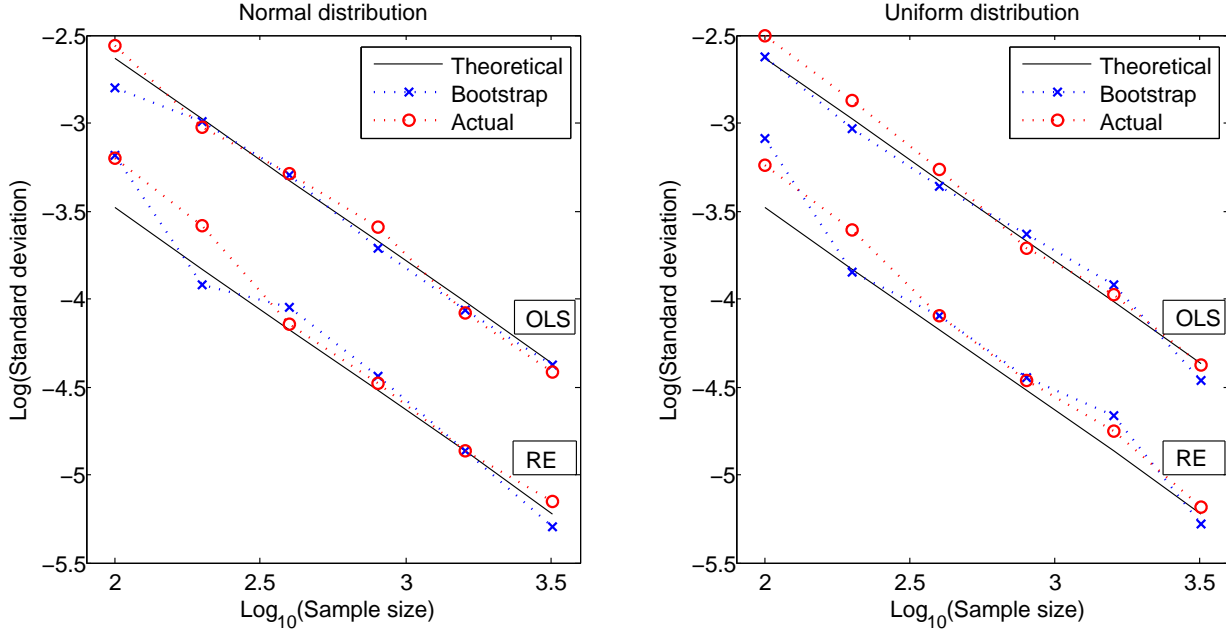 Normal distribution
−2.5
−3
−3.5
−4
−4.5
−5
−5.5
Log(Standard deviation)
Theoretical
Bootstrap
Actual
OLS
RE
2
2.5
3
3.5
Log10(Sample size)
Uniform distribution
−2.5
−3
−3.5
−4
−4.5
−5
−5.5
Log(Standard deviation)
Theoretical
Bootstrap
Actual
OLS
RE
2
2.5
3
3.5
Log10(Sample size)